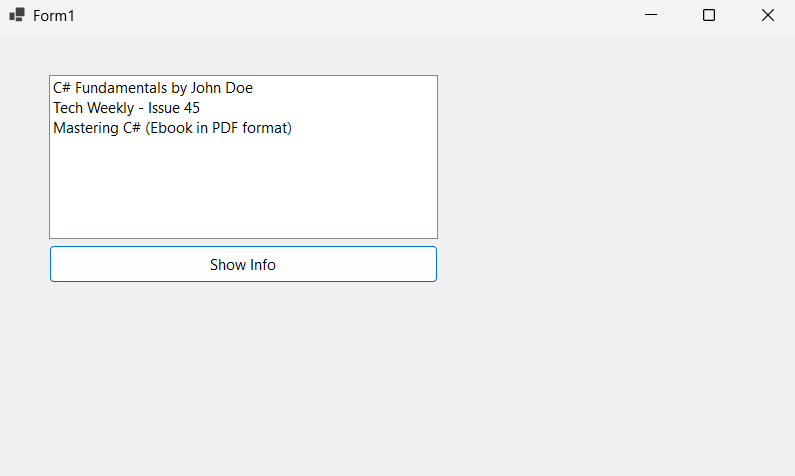 Form1
C# Fundamentals by John Doe
Tech Weekly - Issue 45
Mastering C# (Ebook in PDF format)
Show Info